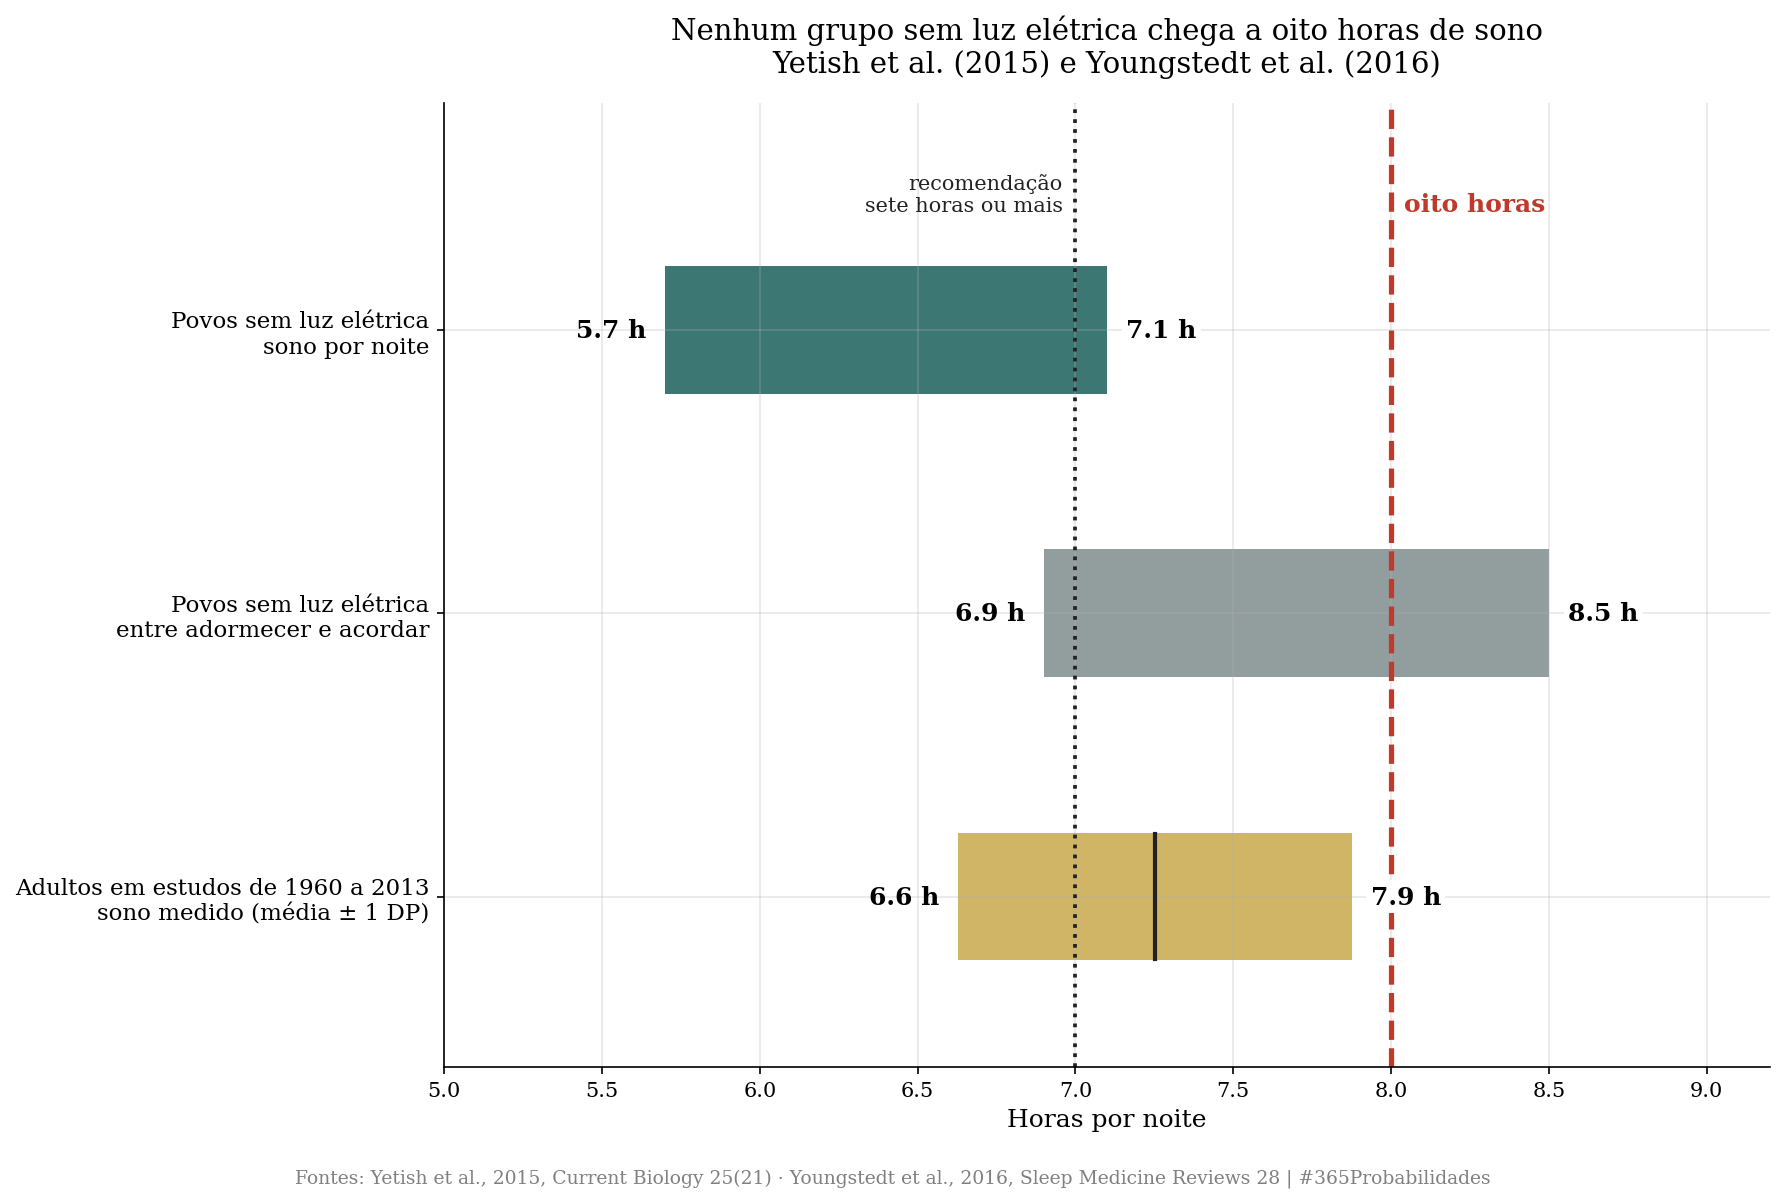 Nenhum grupo sem luz elétrica chega a oito horas de sono
Yetish et al. (2015) e Youngstedt et al. (2016)
recomendação
sete horas ou mais
oito horas
Povos sem luz elétrica
sono por noite
5.7 h
7.1 h
Povos sem luz elétrica
entre adormecer e acordar
6.9 h
8.5 h
Adultos em estudos de 1960 a 2013
sono medido (média ± 1 DP)
6.6 h
7.9 h
5.0 5.5 6.0 6.5 7.0 7.5 8.0 8.5 9.0
Horas por noite
Fontes: Yetish et al., 2015, Current Biology 25(21) · Youngstedt et al., 2016, Sleep Medicine Reviews 28 | #365Probabilidades